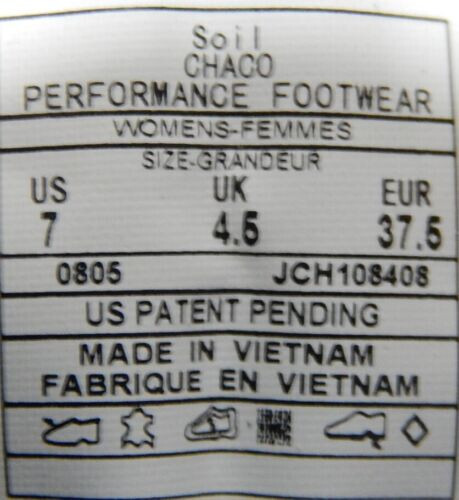 Soil
CHACO
PERFORMANCE FOOTWEAR
WOMENS-FEMMES
SIZE-GRANDEUR
US UK EUR
7 4.5 37.5
0805 JCH108408
US PATENT PENDING
MADE IN VIETNAM
FABRIQUE EN VIETNAM